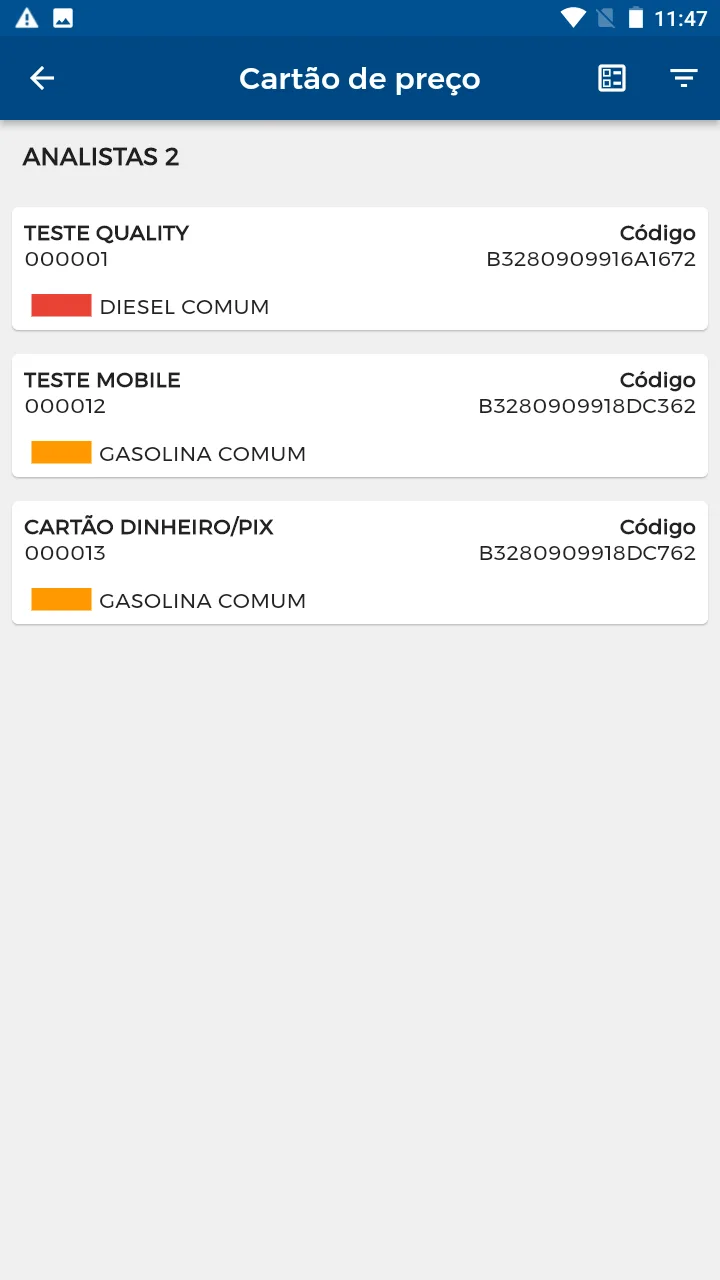 11:47
Cartão de preço
ANALISTAS 2
TESTE QUALITY Código
000001 B3280909916A1672
DIESEL COMUM
TESTE MOBILE Código
000012 B3280909918DC362
GASOLINA COMUM
CARTÃO DINHEIRO/PIX Código
000013 B3280909918DC762
GASOLINA COMUM